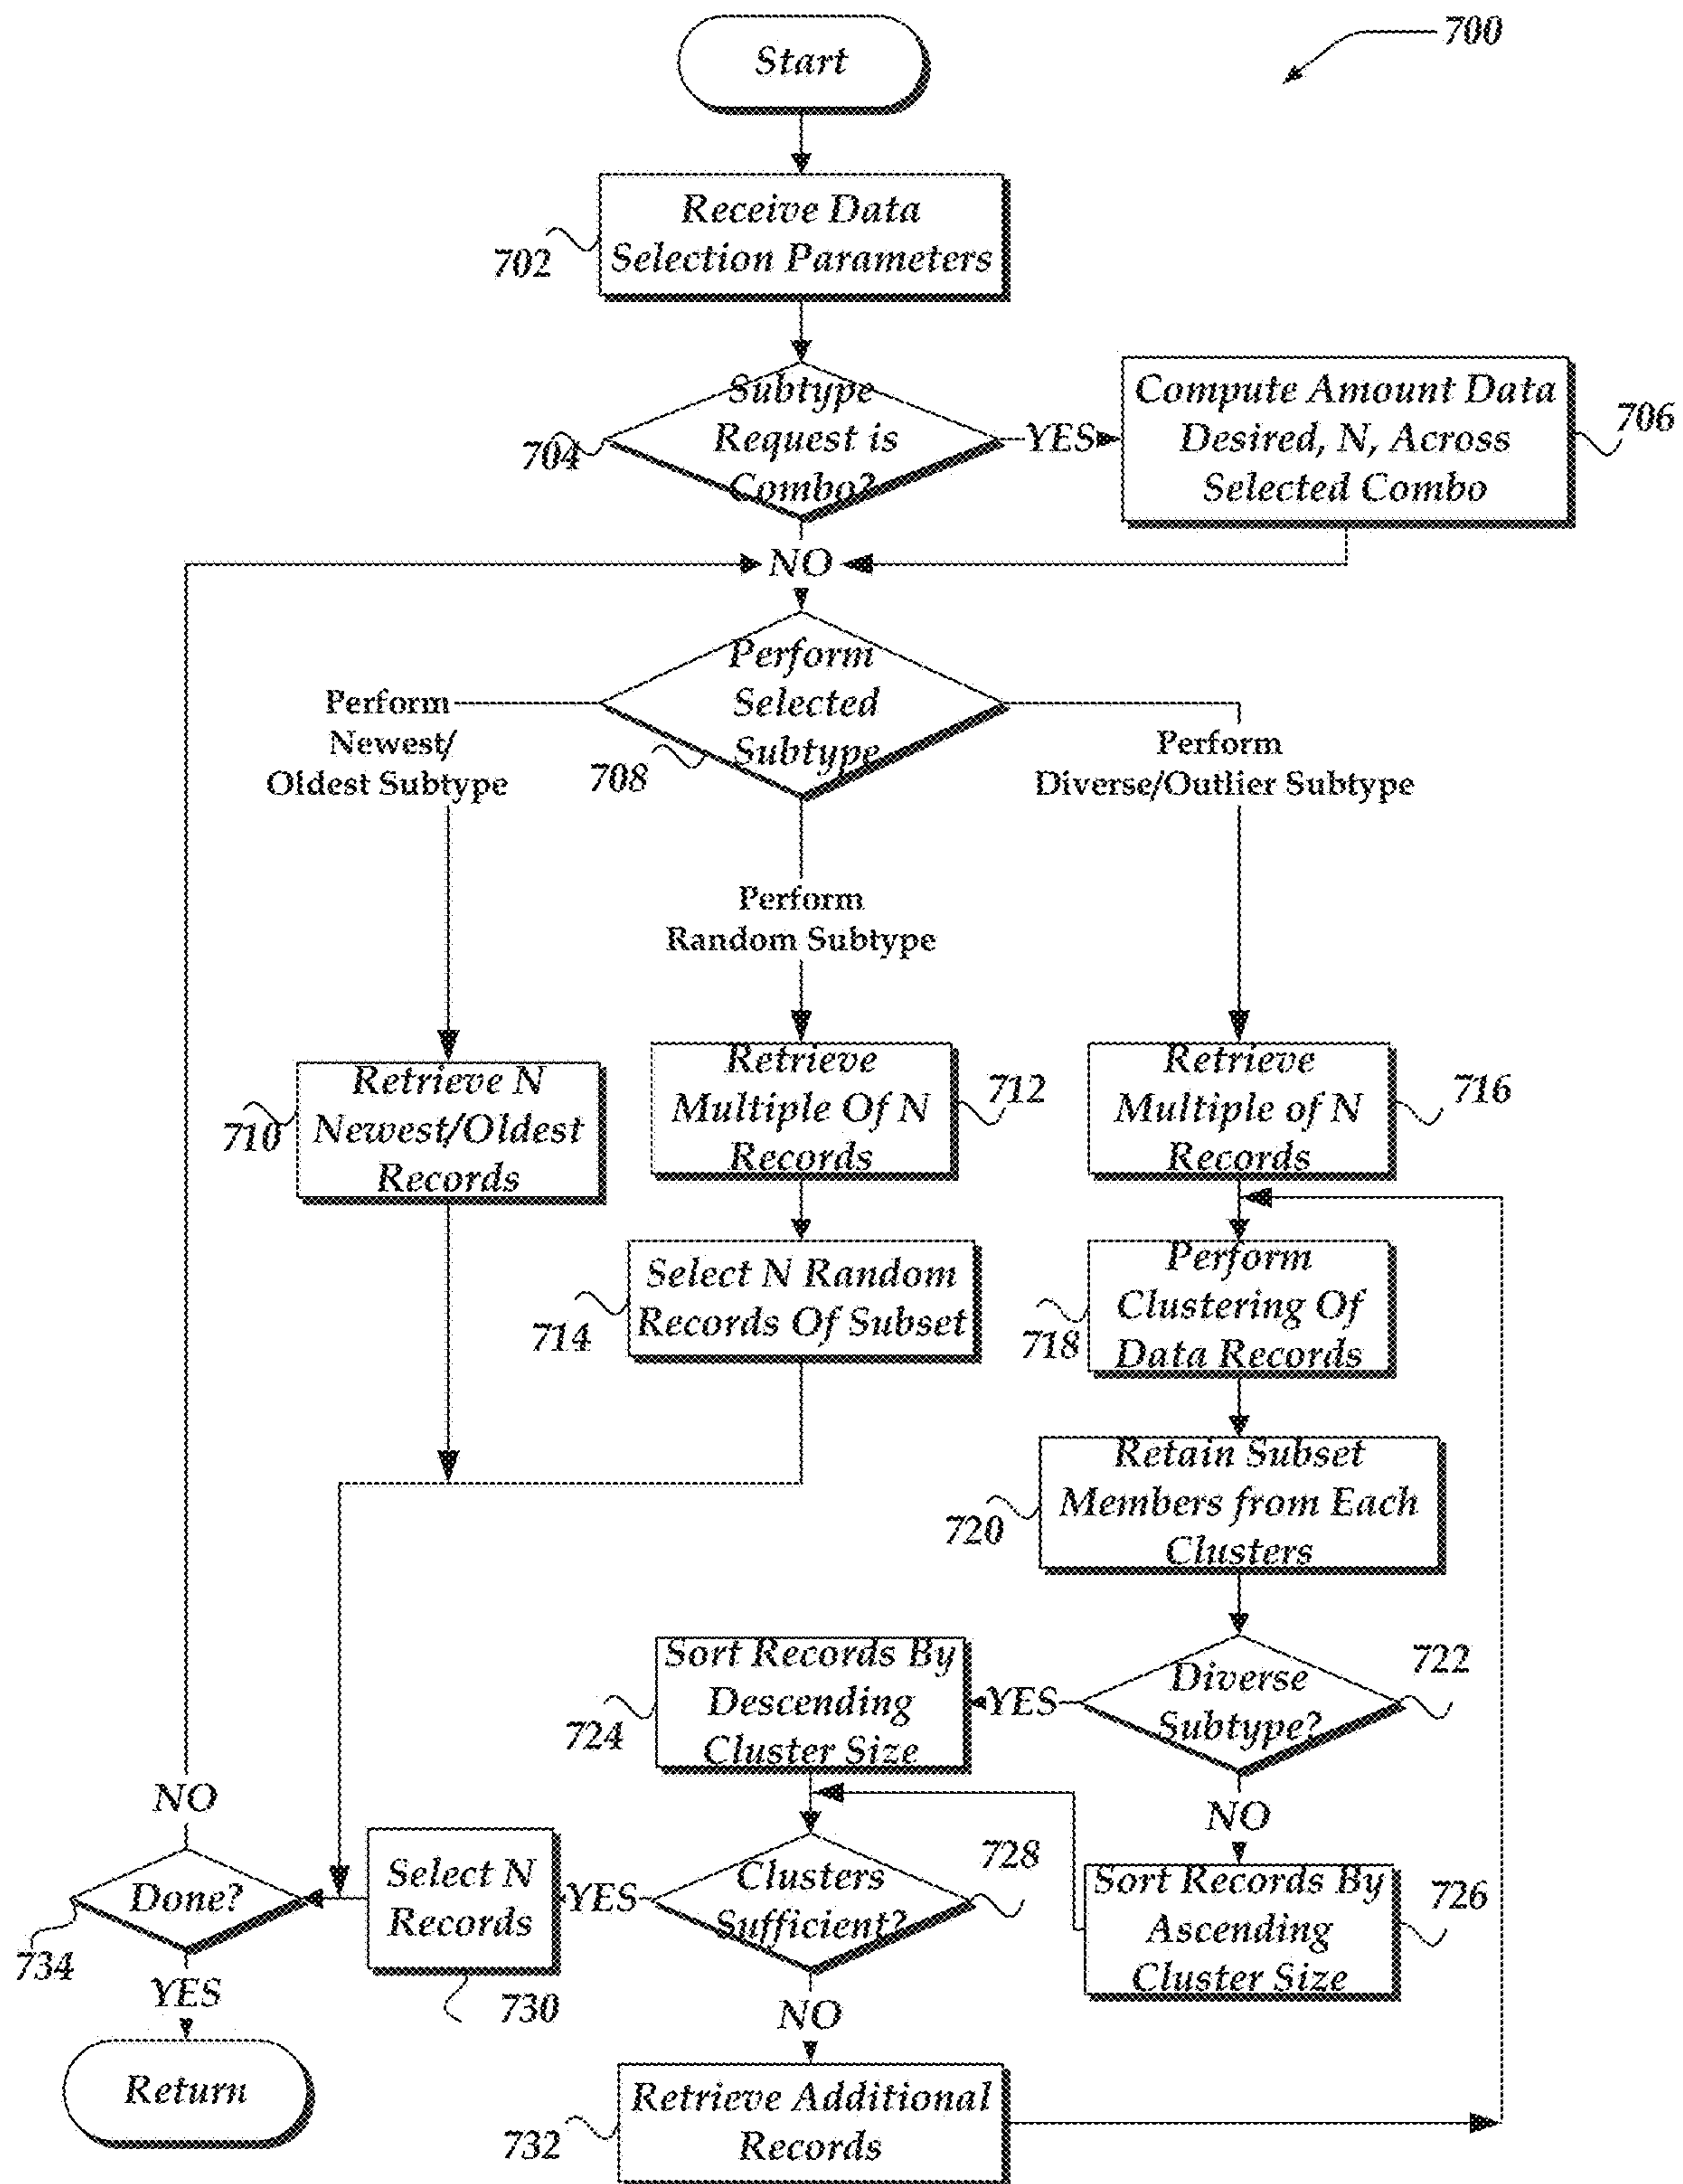 700
Start
Receive Data
Selection Parameters
702
Subtype
Request is
Combo?
704
YES
Compute Amount Data
Desired, N, Across
Selected Combo
706
NO
Perform
Selected
Subtype
708
Perform
Newest/
Oldest Subtype
Perform
Random Subtype
Perform
Diverse/Outlier Subtype
Retrieve N
Newest/Oldest
Records
710
Retrieve
Multiple Of N
Records
712
Retrieve
Multiple of N
Records
716
Select N Random
Records Of Subset
714
Perform
Clustering Of
Data Records
718
Retain Subset
Members from Each
Clusters
720
Diverse
Subtype?
722
YES
Sort Records By
Descending
Cluster Size
724
NO
Sort Records By
Ascending
Cluster Size
726
Clusters
Sufficient?
728
YES
Select N
Records
730
NO
Retrieve Additional
Records
732
NO
Done?
734
YES
Return